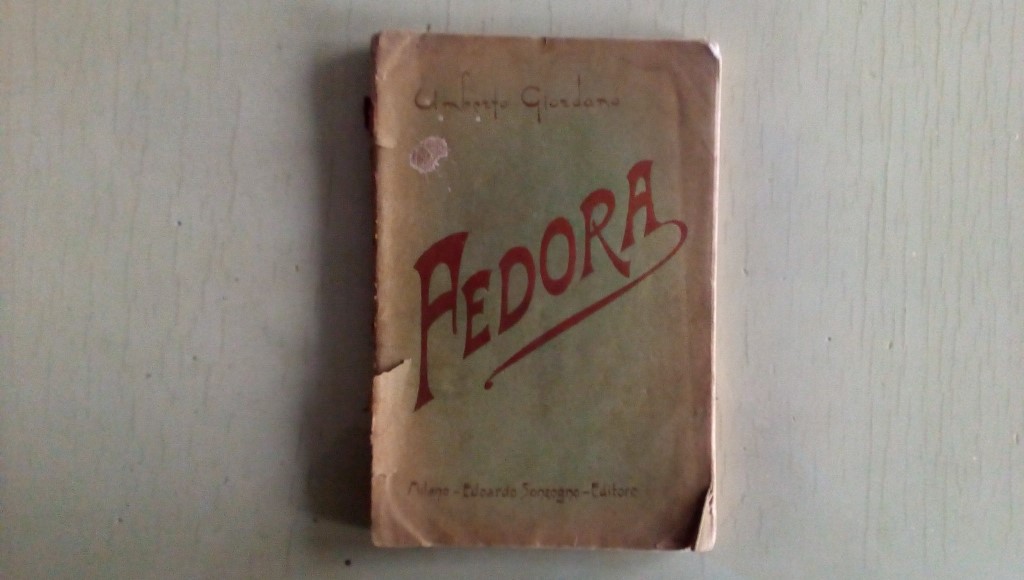 Umberto Giordano
FEDORA
Milano - Edoardo Sonzogno - Editore